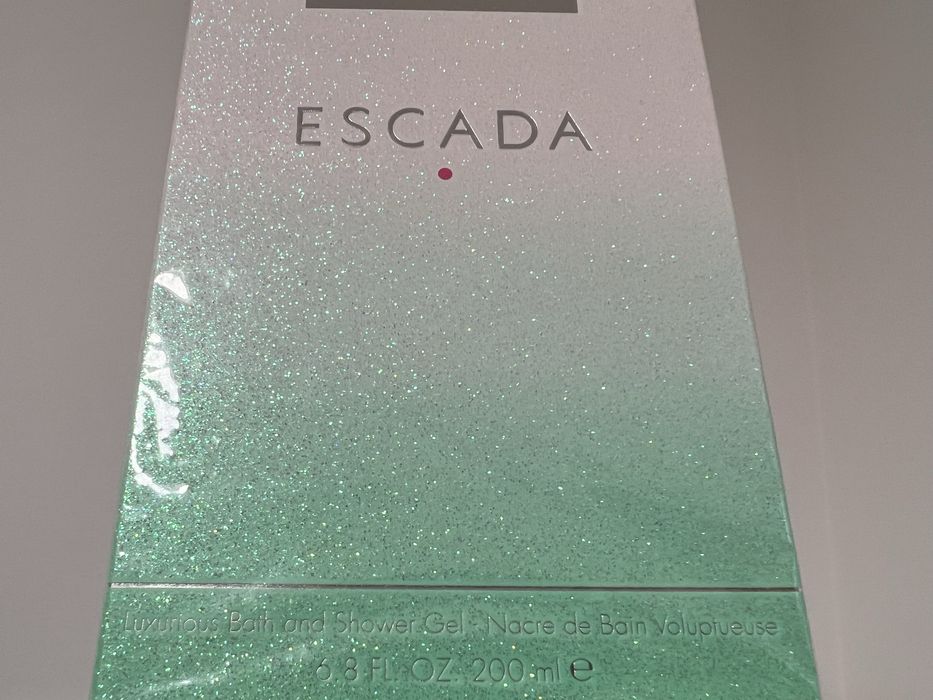 ESCADA
Luxurious Bath and Shower Gel - Nacre de Bain Voluptueuse
6.8 FL. OZ. 200 ml ℮